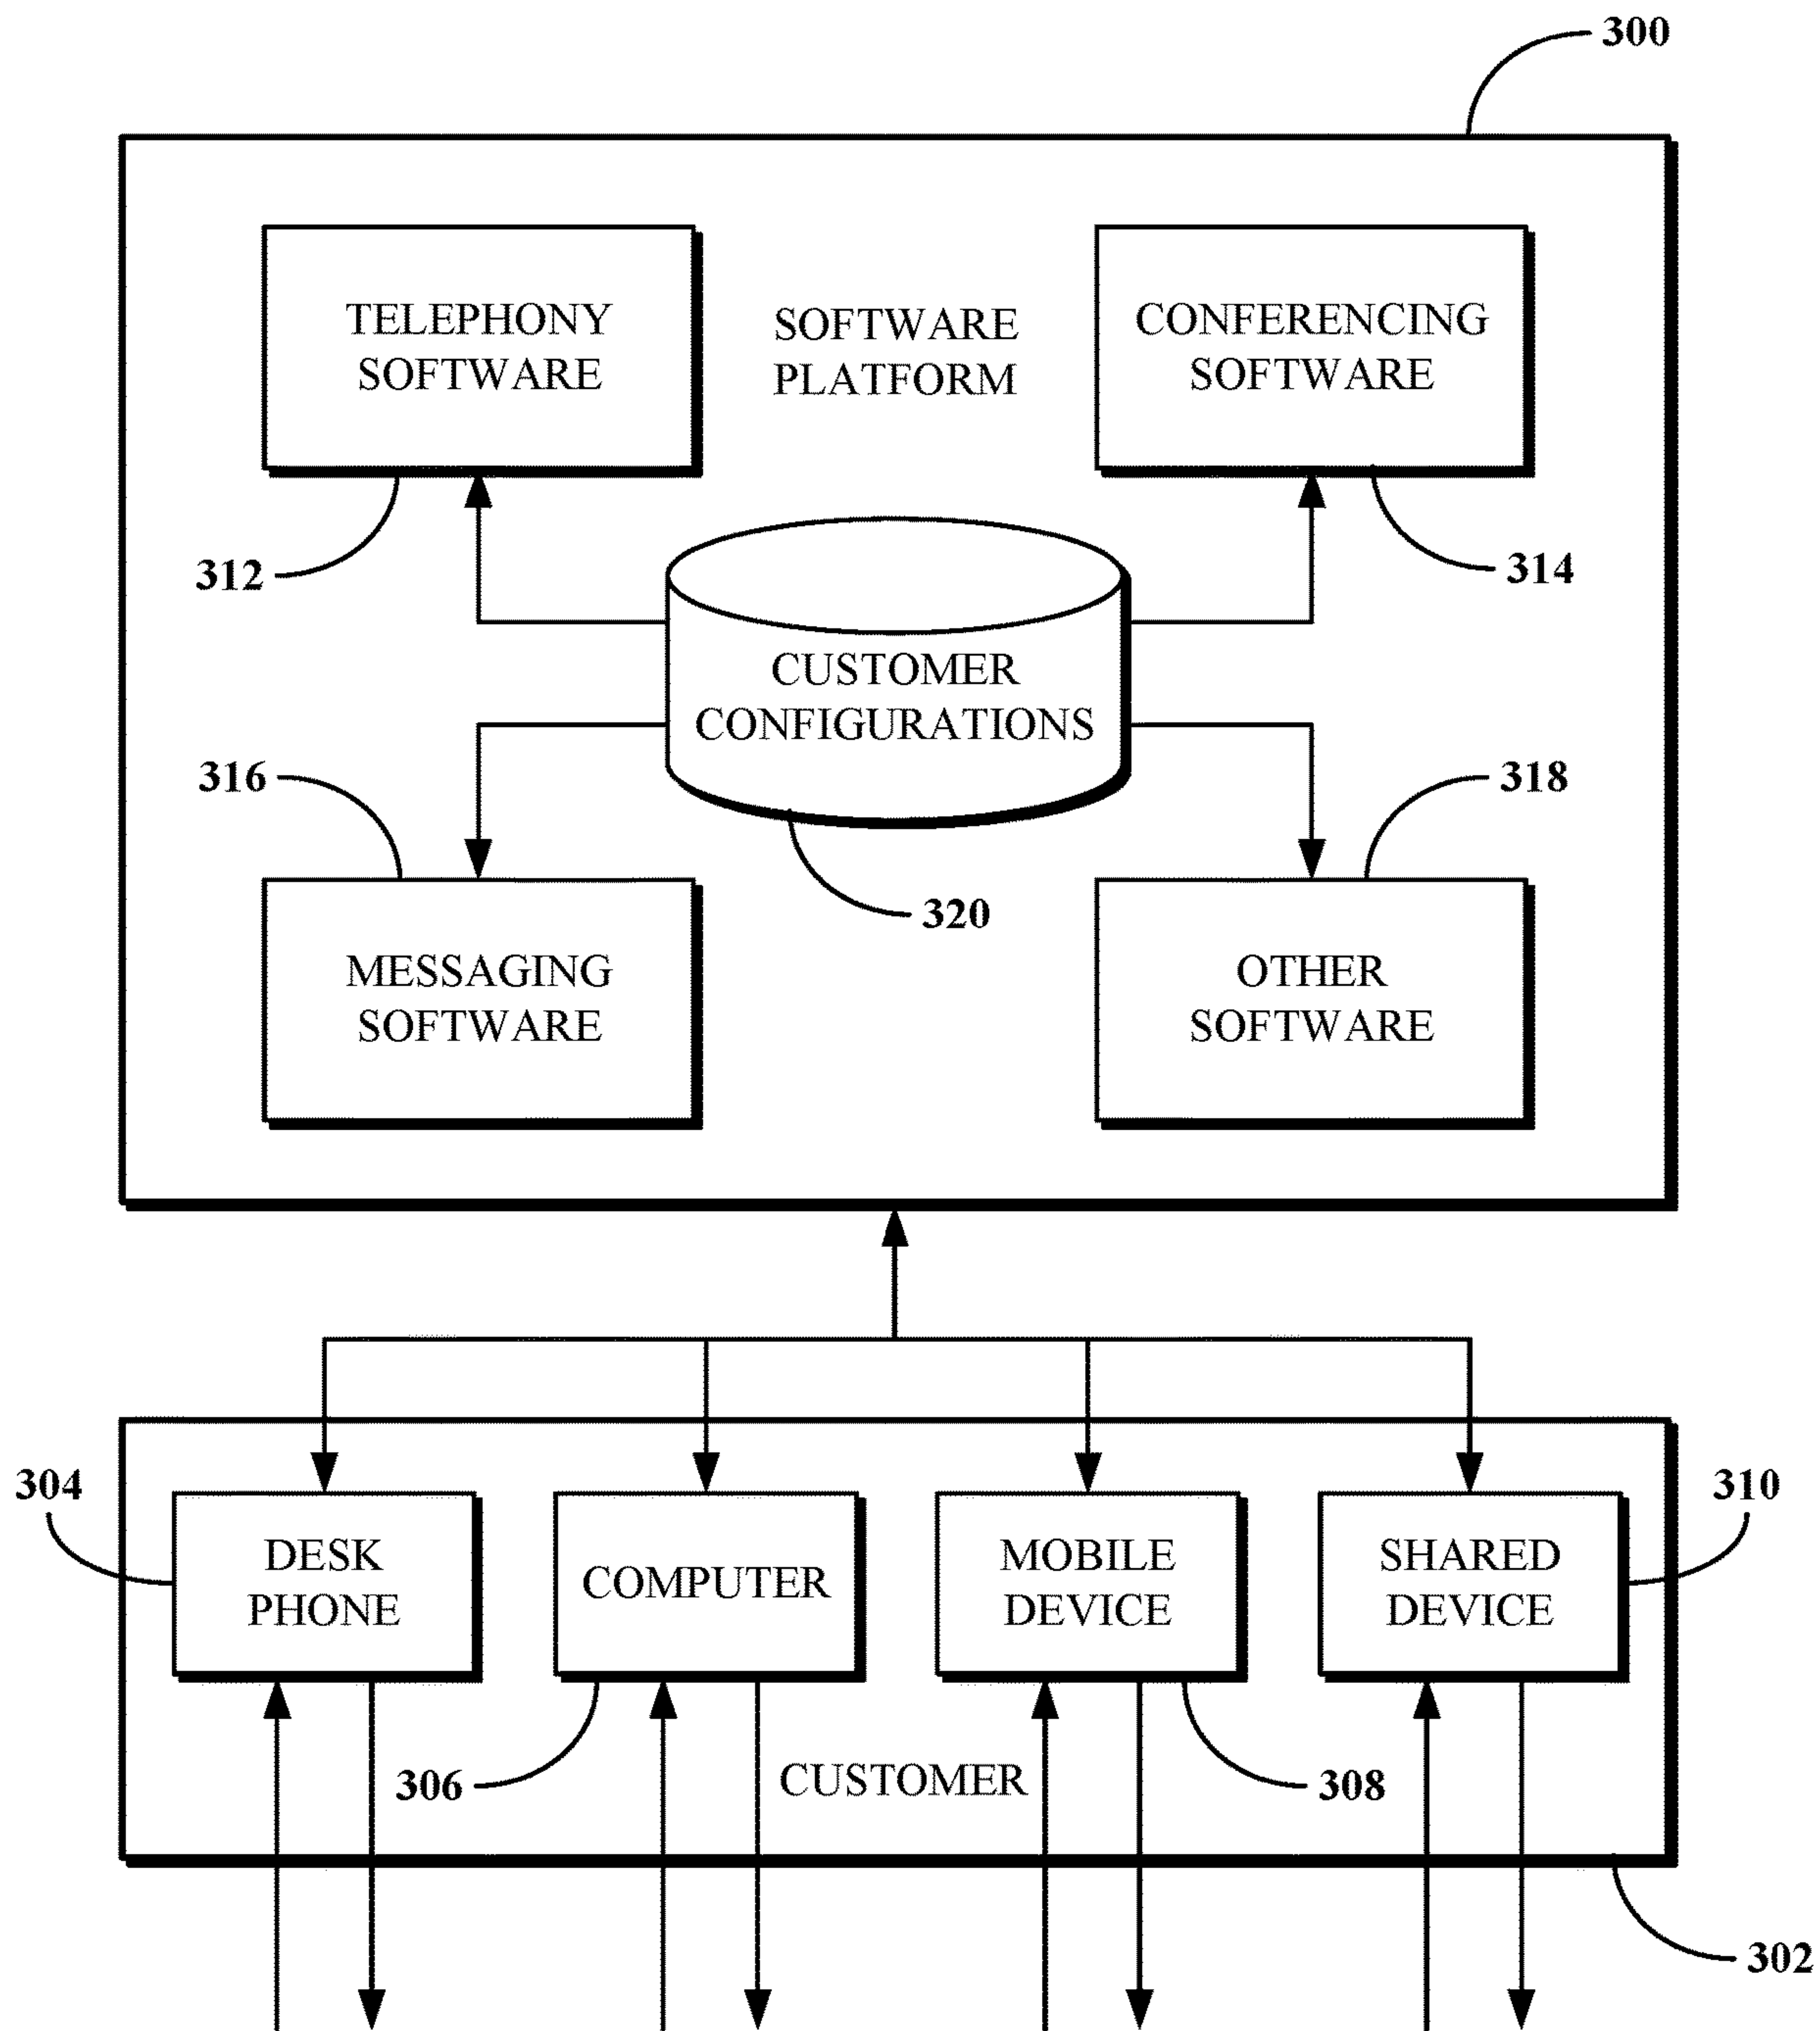 300
TELEPHONY
SOFTWARE
SOFTWARE
PLATFORM
CONFERENCING
SOFTWARE
312
314
CUSTOMER
CONFIGURATIONS
316
318
320
MESSAGING
SOFTWARE
OTHER
SOFTWARE
304
310
DESK
PHONE
COMPUTER
MOBILE
DEVICE
SHARED
DEVICE
306
CUSTOMER
308
302